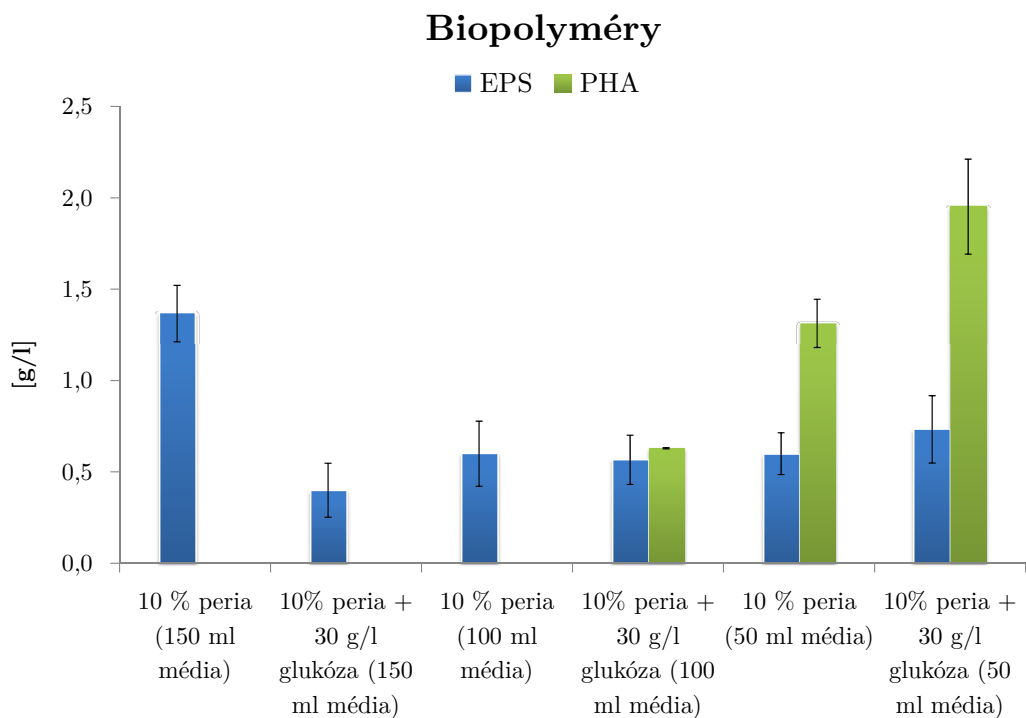 Biopolyméry
EPS PHA
2,5
2,0
1,5
1,0
0,5
0,0
[g/l]
10 % peria
(150 ml
média)
10% peria +
30 g/l
glukóza (150
ml média)
10 % peria
(100 ml
média)
10% peria +
30 g/l
glukóza (100
ml média)
10 % peria
(50 ml média)
10% peria +
30 g/l
glukóza (50
ml média)